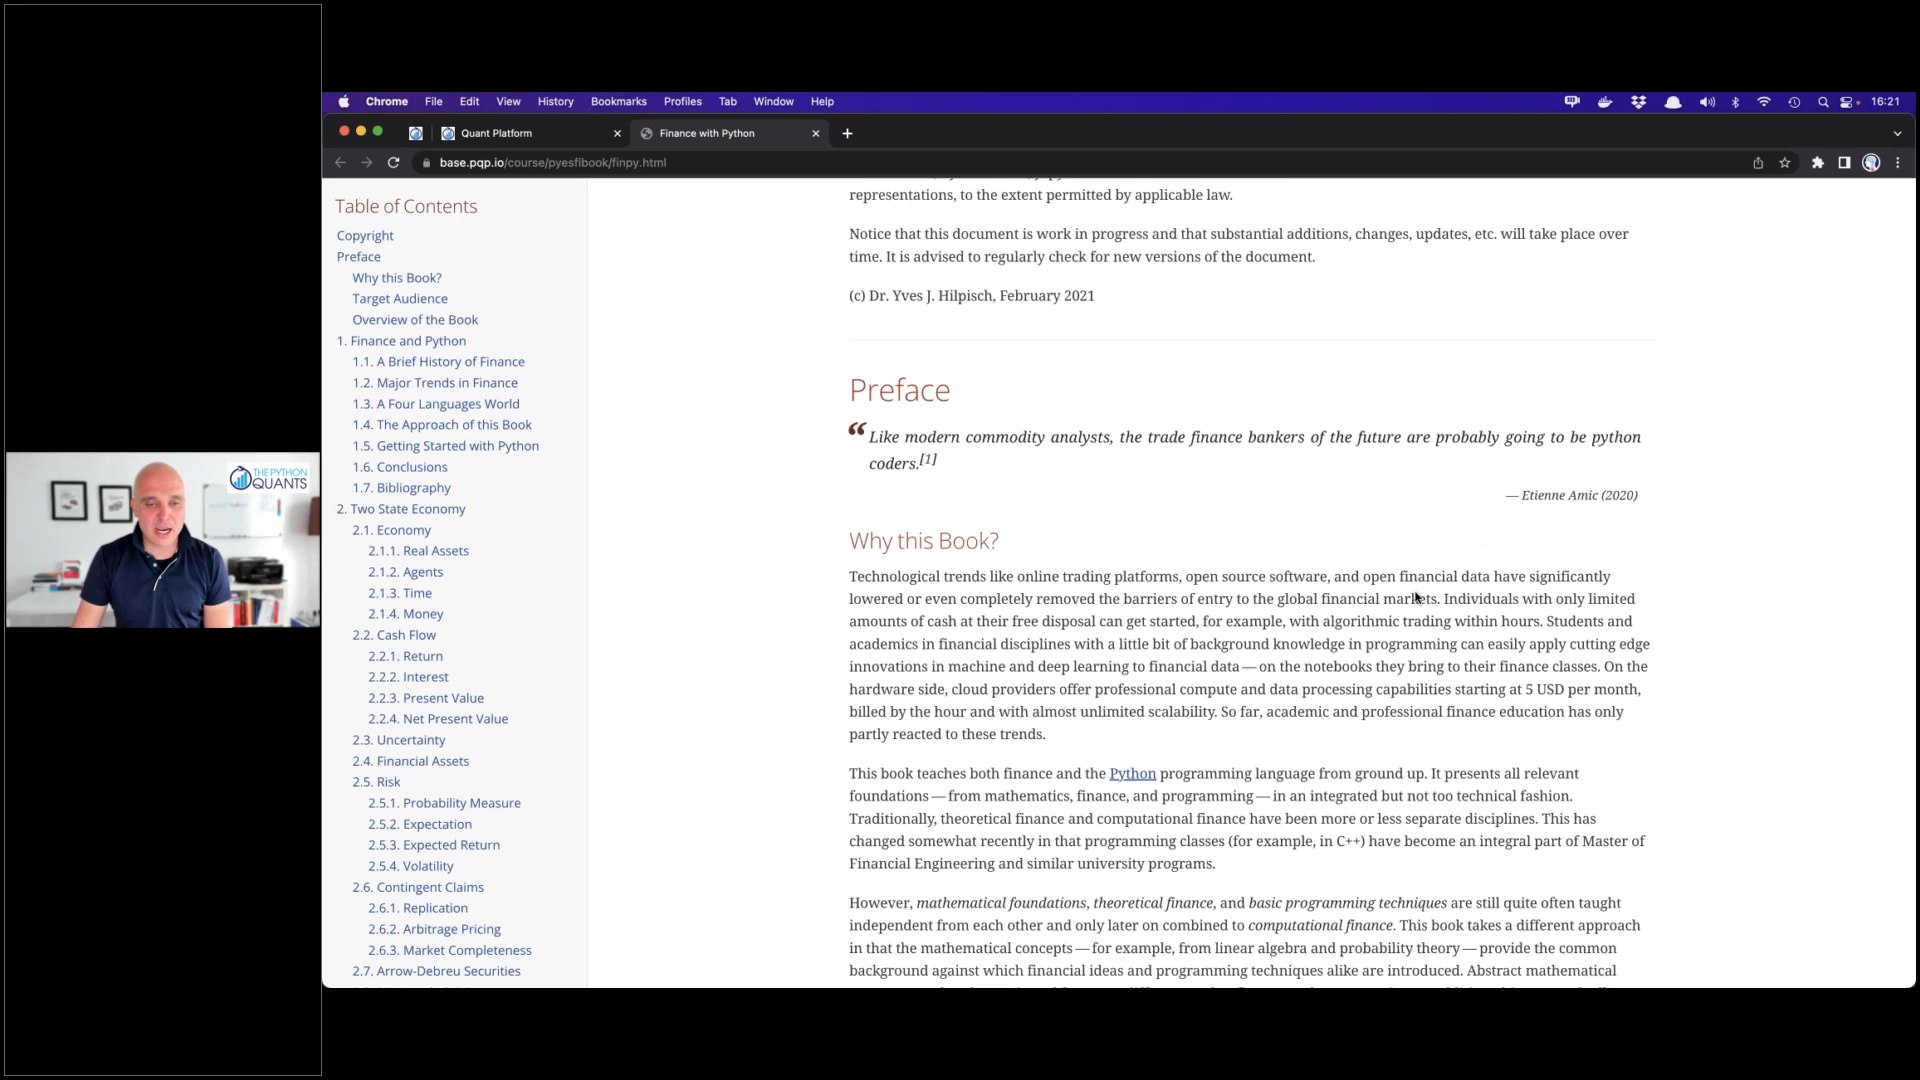 THE PYTHON
QUANTS
Chrome File Edit View History Bookmarks Profiles Tab Window Help 16:21
Quant Platform Finance with Python
base.pqp.io/course/pyesfibook/finpy.html
Table of Contents
Copyright
Preface
Why this Book?
Target Audience
Overview of the Book
1. Finance and Python
1.1. A Brief History of Finance
1.2. Major Trends in Finance
1.3. A Four Languages World
1.4. The Approach of this Book
1.5. Getting Started with Python
1.6. Conclusions
1.7. Bibliography
2. Two State Economy
2.1. Economy
2.1.1. Real Assets
2.1.2. Agents
2.1.3. Time
2.1.4. Money
2.2. Cash Flow
2.2.1. Return
2.2.2. Interest
2.2.3. Present Value
2.2.4. Net Present Value
2.3. Uncertainty
2.4. Financial Assets
2.5. Risk
2.5.1. Probability Measure
2.5.2. Expectation
2.5.3. Expected Return
2.5.4. Volatility
2.6. Contingent Claims
2.6.1. Replication
2.6.2. Arbitrage Pricing
2.6.3. Market Completeness
2.7. Arrow-Debreu Securities
representations, to the extent permitted by applicable law.
Notice that this document is work in progress and that substantial additions, changes, updates, etc. will take place over
time. It is advised to regularly check for new versions of the document.
(c) Dr. Yves J. Hilpisch, February 2021
Preface
“ Like modern commodity analysts, the trade finance bankers of the future are probably going to be python
coders.[1]
— Etienne Amic (2020)
Why this Book?
Technological trends like online trading platforms, open source software, and open financial data have significantly
lowered or even completely removed the barriers of entry to the global financial markets. Individuals with only limited
amounts of cash at their free disposal can get started, for example, with algorithmic trading within hours. Students and
academics in financial disciplines with a little bit of background knowledge in programming can easily apply cutting edge
innovations in machine and deep learning to financial data — on the notebooks they bring to their finance classes. On the
hardware side, cloud providers offer professional compute and data processing capabilities starting at 5 USD per month,
billed by the hour and with almost unlimited scalability. So far, academic and professional finance education has only
partly reacted to these trends.
This book teaches both finance and the Python programming language from ground up. It presents all relevant
foundations — from mathematics, finance, and programming — in an integrated but not too technical fashion.
Traditionally, theoretical finance and computational finance have been more or less separate disciplines. This has
changed somewhat recently in that programming classes (for example, in C++) have become an integral part of Master of
Financial Engineering and similar university programs.
However, mathematical foundations, theoretical finance, and basic programming techniques are still quite often taught
independent from each other and only later on combined to computational finance. This book takes a different approach
in that the mathematical concepts — for example, from linear algebra and probability theory — provide the common
background against which financial ideas and programming techniques alike are introduced. Abstract mathematical